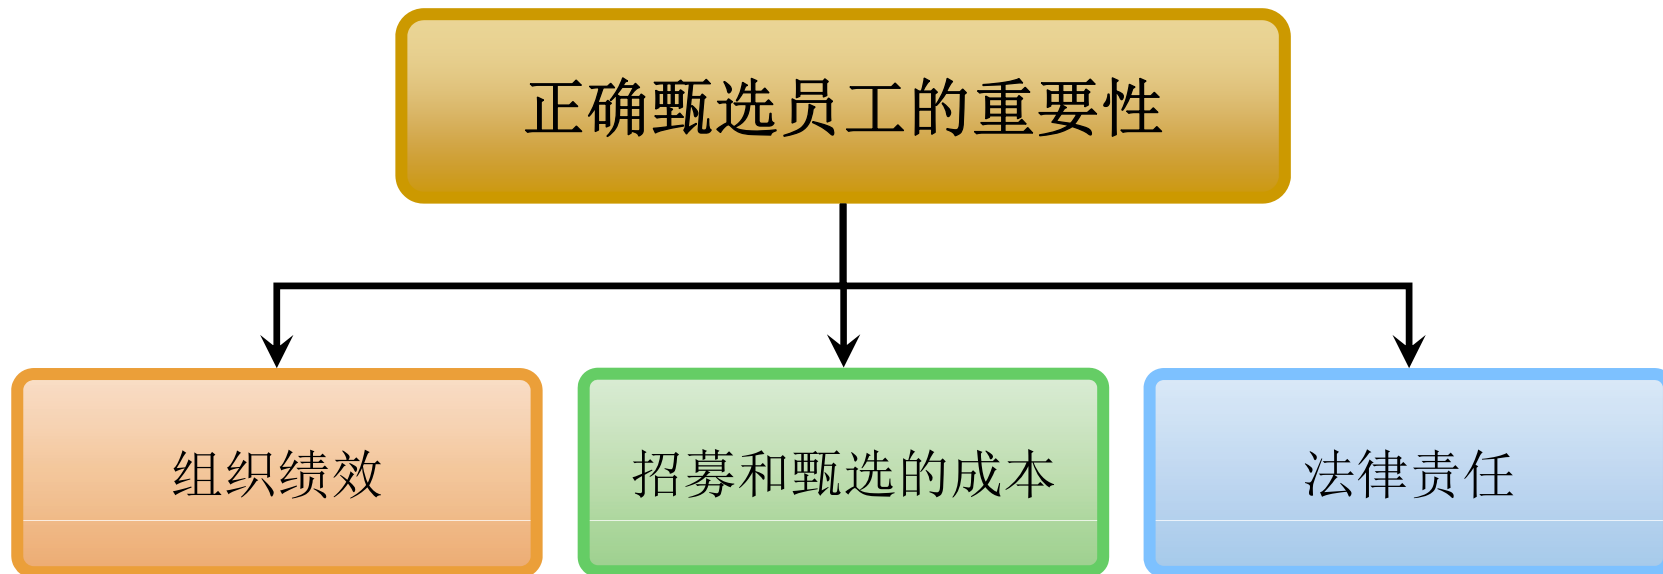 正确甄选员工的重要性
组织绩效
招募和甄选的成本
法律责任